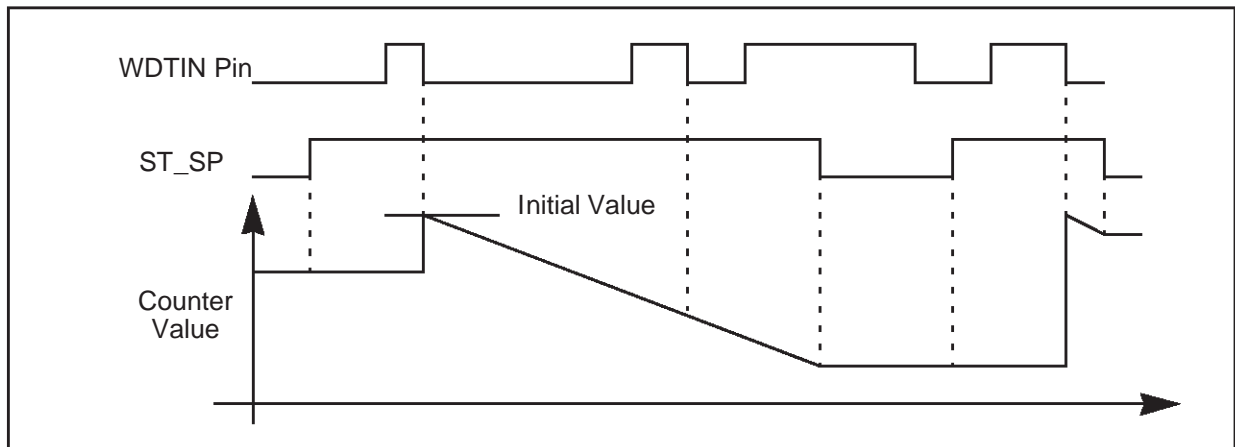 WDTIN Pin
ST_SP
Initial Value
Counter
Value